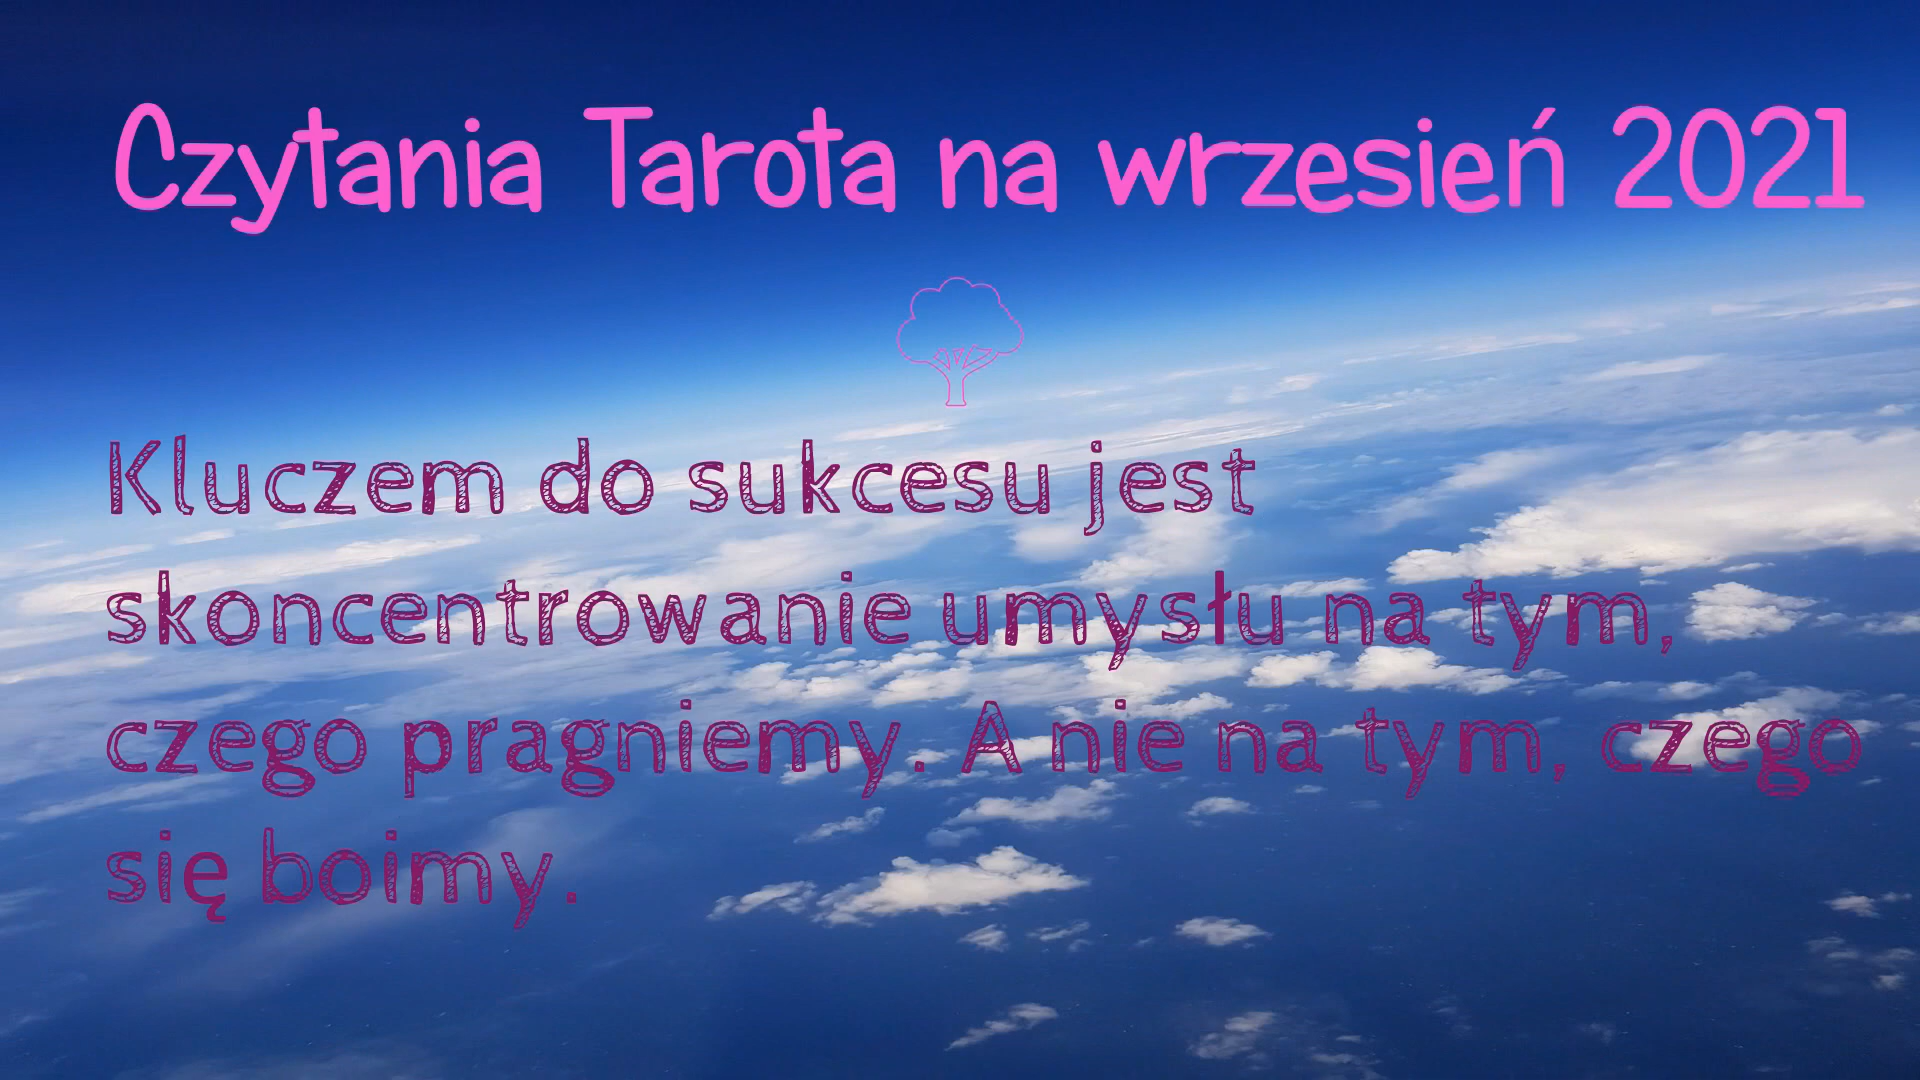 Czytania Tarota na wrzesień 2021
Kluczem do sukcesu jest
skoncentrowanie umysłu na tym,
czego pragniemy. A nie na tym, czego
się boimy.